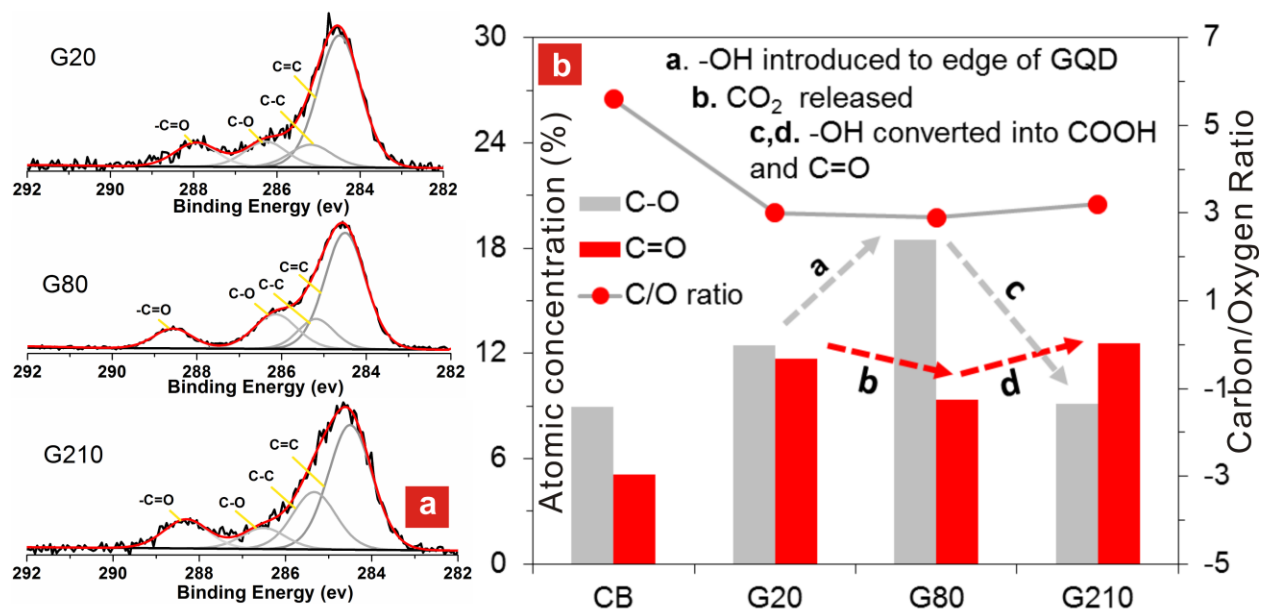 G20
C=C
C-C
C-O
-C=O
292 290 288 286 284 282
Binding Energy (ev)
G80
C=C
C-C
C-O
-C=O
292 290 288 286 284 282
Binding Energy (ev)
G210
C=C
C-C
C-O
-C=O
a
292 290 288 286 284 282
Binding Energy (ev)
b
a. -OH introduced to edge of GQD
b. CO₂ released
c,d. -OH converted into COOH
and C=O
C-O
C=O
C/O ratio
a
b
c
d
Atomic concentration (%)
30
24
18
12
6
0
Carbon/Oxygen Ratio
7
5
3
1
-1
-3
-5
CB G20 G80 G210